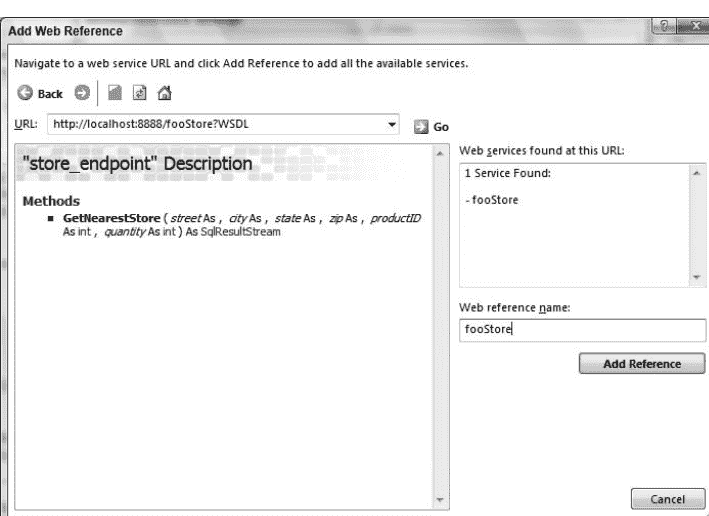 Add Web Reference
Navigate to a web service URL and click Add Reference to add all the available services.
Back
URL: http://localhost:8888/fooStore?WSDL Go
"store_endpoint" Description
Methods
GetNearestStore ( street As , city As , state As , zip As , productID
As int , quantity As int ) As SqlResultStream
Web services found at this URL:
1 Service Found:
- fooStore
Web reference name:
fooStore
Add Reference
Cancel